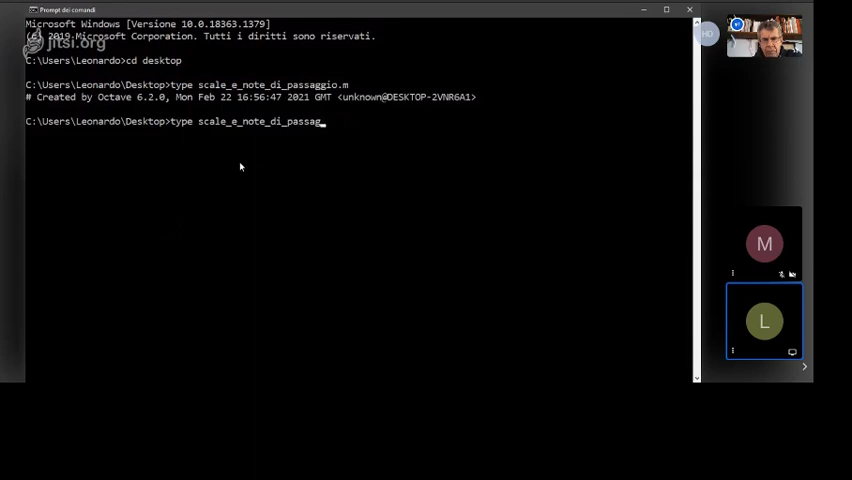 Prompt dei comandi
Microsoft Windows [Versione 10.0.18363.1379]
(c) 2019 Microsoft Corporation. Tutti i diritti sono riservati.
jitsi.org
C:\Users\Leonardo>cd desktop
C:\Users\Leonardo\Desktop>type scale_e_note_di_passaggio.m
# Created by Octave 6.2.0, Mon Feb 22 16:56:47 2021 GMT <unknown@DESKTOP-2VNR6A1>
C:\Users\Leonardo\Desktop>type scale_e_note_di_passag
HD
M
L